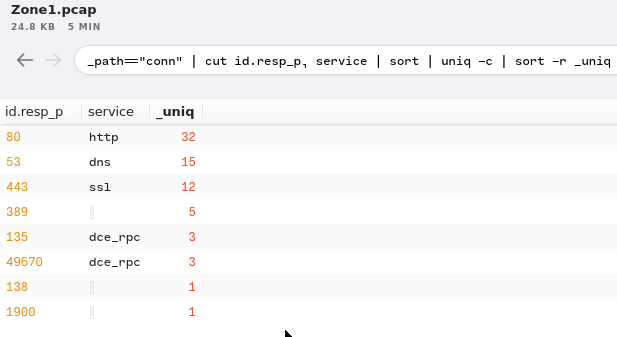 Zone1.pcap
24.8 KB 5 MIN
_path=="conn" | cut id.resp_p, service | sort | uniq -c | sort -r _uniq
id.resp_p service _uniq
80 http 32
53 dns 15
443 ssl 12
389 5
135 dce_rpc 3
49670 dce_rpc 3
138 1
1900 1